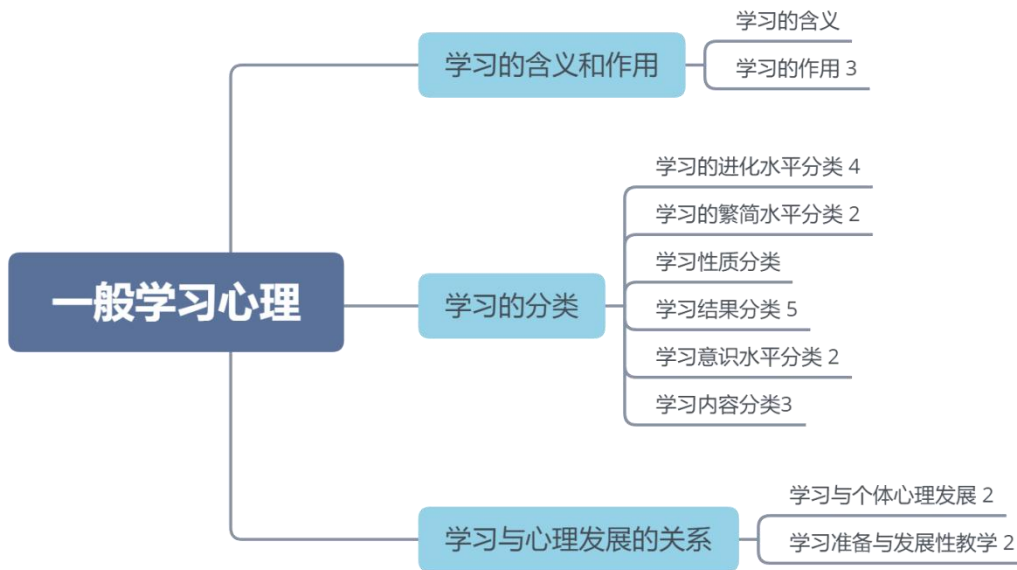 一般学习心理
学习的含义和作用
学习的含义
学习的作用 3
学习的分类
学习的进化水平分类 4
学习的繁简水平分类 2
学习性质分类
学习结果分类 5
学习意识水平分类 2
学习内容分类3
学习与心理发展的关系
学习与个体心理发展 2
学习准备与发展性教学 2